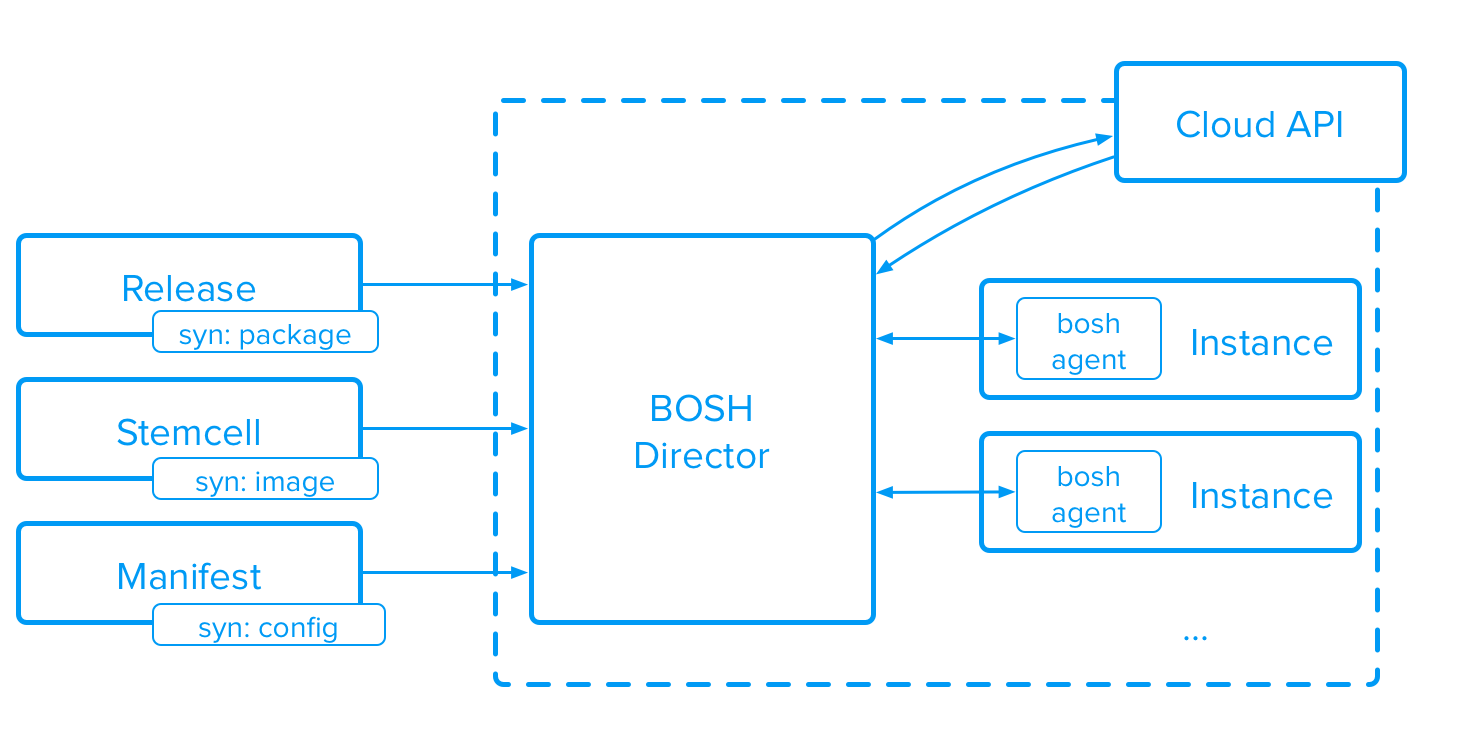 Cloud API
Release
syn: package
Stemcell
syn: image
Manifest
syn: config
BOSH
Director
bosh
agent
Instance
bosh
agent
Instance
...